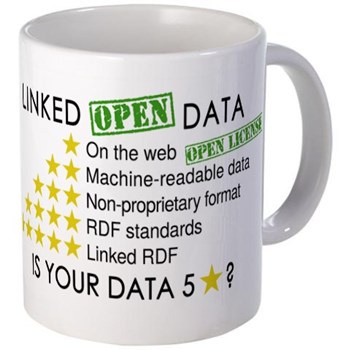 LINKED OPEN DATA
★ On the web OPEN LICENSE
★★ Machine-readable data
★★★ Non-proprietary format
★★★★ RDF standards
★★★★★ Linked RDF
IS YOUR DATA 5★?